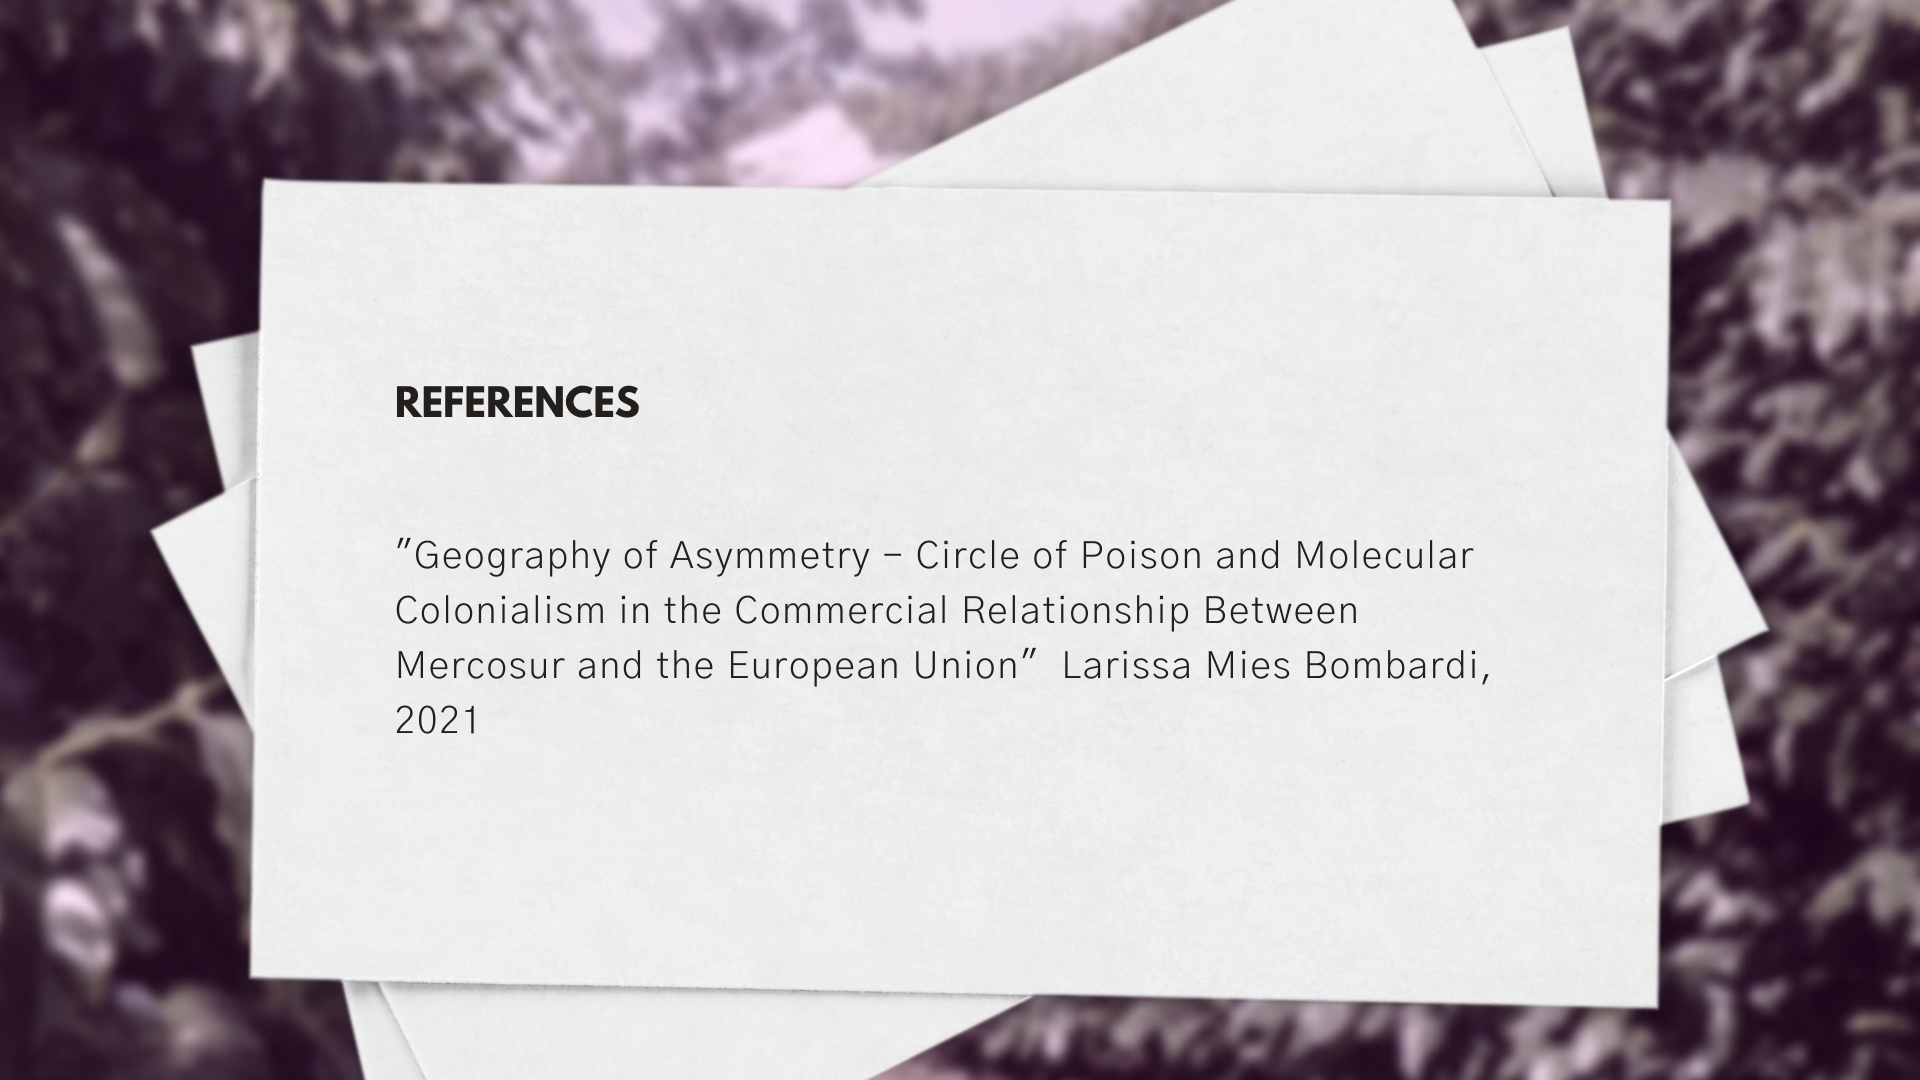 REFERENCES
"Geography of Asymmetry – Circle of Poison and Molecular
Colonialism in the Commercial Relationship Between
Mercosur and the European Union"  Larissa Mies Bombardi,
2021